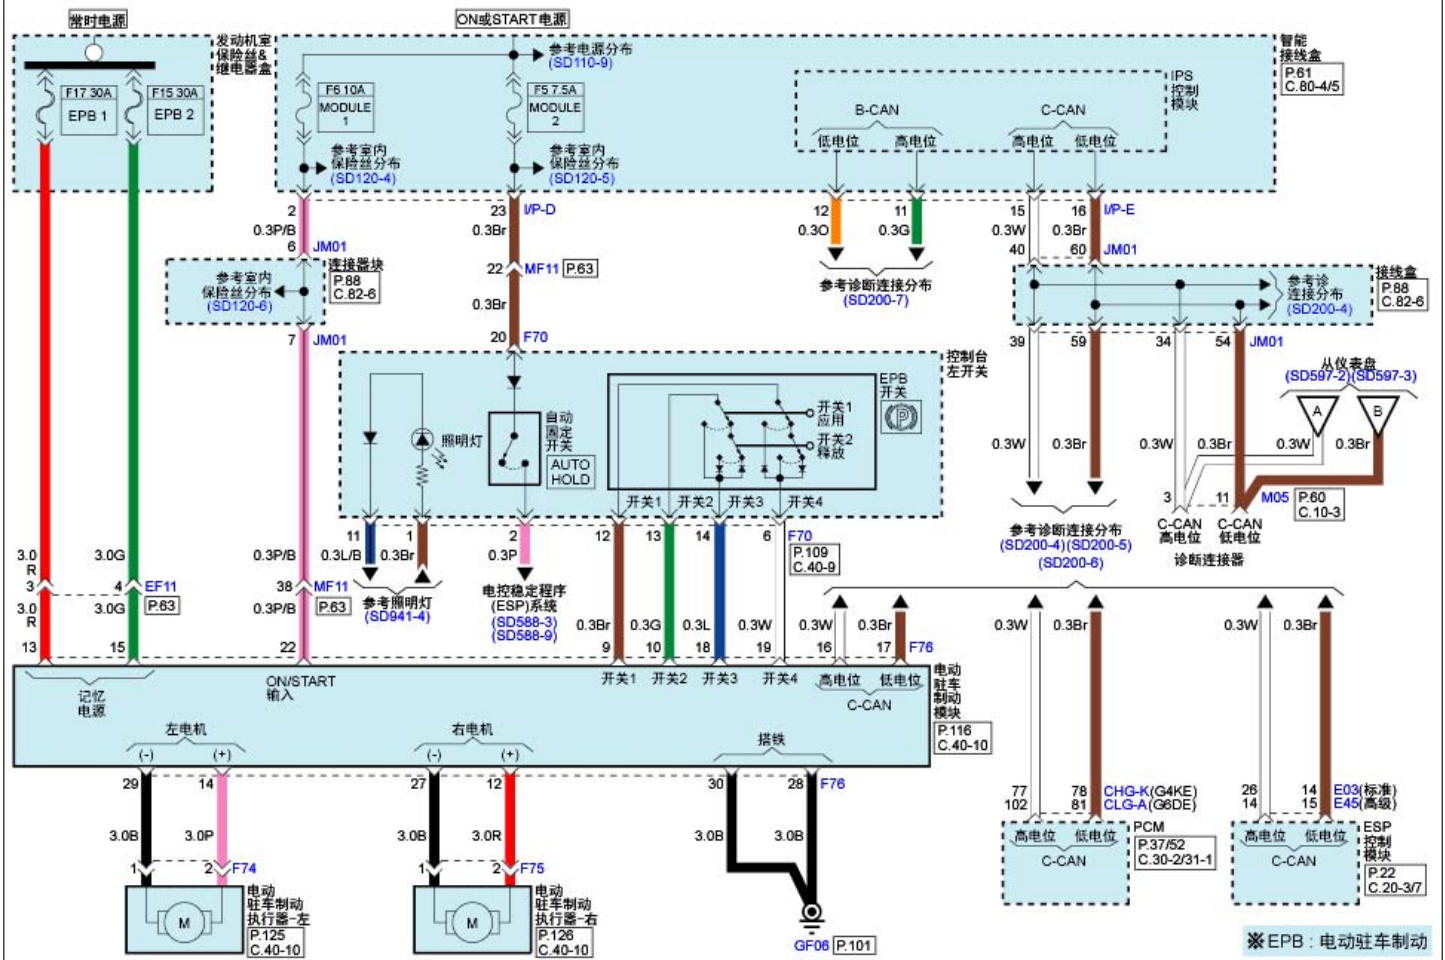 常时电源
ON或START电源
发动机室
保险丝&
继电器盒
参考电源分布
(SD110-9)
智能
接线盒
P.61
C.80-4/5
F17 30A
EPB 1
F15 30A
EPB 2
F6 10A
MODULE
1
F5 7.5A
MODULE
2
IPS
控制
模块
B-CAN
C-CAN
低电位
高电位
高电位
低电位
参考室内
保险丝分布
(SD120-4)
参考室内
保险丝分布
(SD120-5)
2
23
I/P-D
12
11
15
16
I/P-E
0.3P/B
0.3Br
0.3O
0.3G
0.3W
0.3Br
6
JM01
40
60
JM01
连接器块
P.88
C.82-6
参考室内
保险丝分布
(SD120-6)
22
MF11
P.63
参考诊断连接分布
(SD200-7)
参考诊
连接分布
(SD200-4)
接线盒
P.88
C.82-6
0.3Br
7
JM01
20
F70
39
59
34
54
JM01
控制台
左开关
从仪表盘
(SD597-2)(SD597-3)
A
B
照明灯
自动
固定
开关
AUTO
HOLD
EPB
开关
开关1
应用
开关2
释放
开关1
开关2
开关3
开关4
0.3W
0.3Br
0.3W
0.3Br
0.3W
0.3Br
3
11
M05
P.60
C.10-3
C-CAN
高电位
C-CAN
低电位
诊断连接器
参考诊断连接分布
(SD200-4)(SD200-5)
(SD200-6)
11
1
2
12
13
14
6
F70
P.109
C.40-9
3.0
R
3.0G
0.3P/B
0.3L/B
0.3Br
0.3P
3
4
EF11
P.63
38
MF11
P.63
参考照明灯
(SD941-4)
电控稳定程序
(ESP)系统
(SD588-3)
(SD588-9)
3.0
R
3.0G
0.3P/B
0.3Br
0.3G
0.3L
0.3W
0.3W
0.3Br
0.3W
0.3Br
0.3W
0.3Br
13
15
22
9
10
18
19
16
17
F76
记忆
电源
ON/START
输入
开关1
开关2
开关3
开关4
高电位
低电位
C-CAN
电动
驻车
制动
模块
P.116
C.40-10
左电机
(-)
(+)
右电机
(-)
(+)
搭铁
29
14
27
12
30
28
F76
3.0B
3.0P
3.0B
3.0R
3.0B
3.0B
77
102
78
81
CHG-K(G4KE)
CLG-A(G6DE)
26
14
14
15
E03(标准)
E45(高级)
高电位
低电位
C-CAN
PCM
P.37/52
C.30-2/31-1
高电位
低电位
C-CAN
ESP
控制
模块
P.22
C.20-3/7
1
2
F74
1
2
F75
M
电动
驻车制动
执行器-左
P.125
C.40-10
M
电动
驻车制动
执行器-右
P.126
C.40-10
GF06
P.101
※EPB : 电动驻车制动